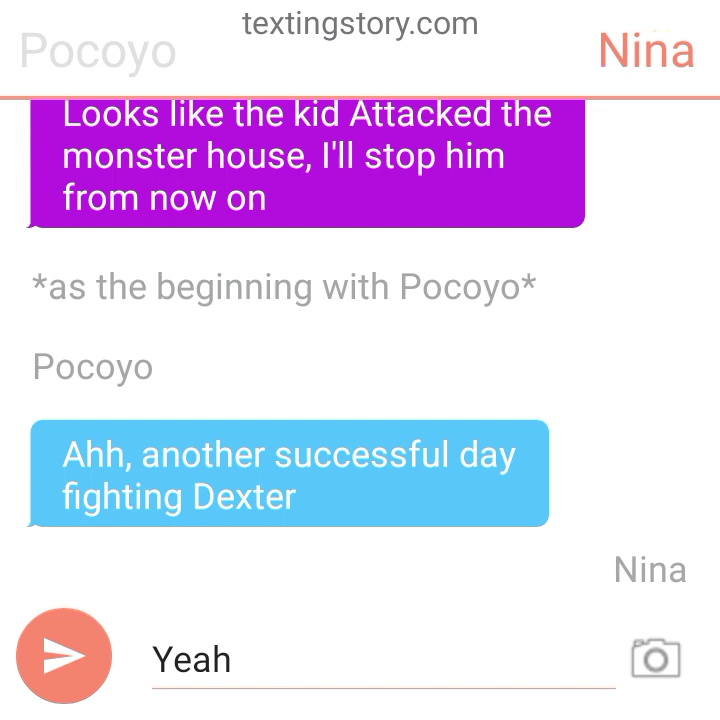 textingstory.com
Pocoyo
Nina
Looks like the kid Attacked the
monster house, I'll stop him
from now on
*as the beginning with Pocoyo*
Pocoyo
Ahh, another successful day
fighting Dexter
Nina
Yeah